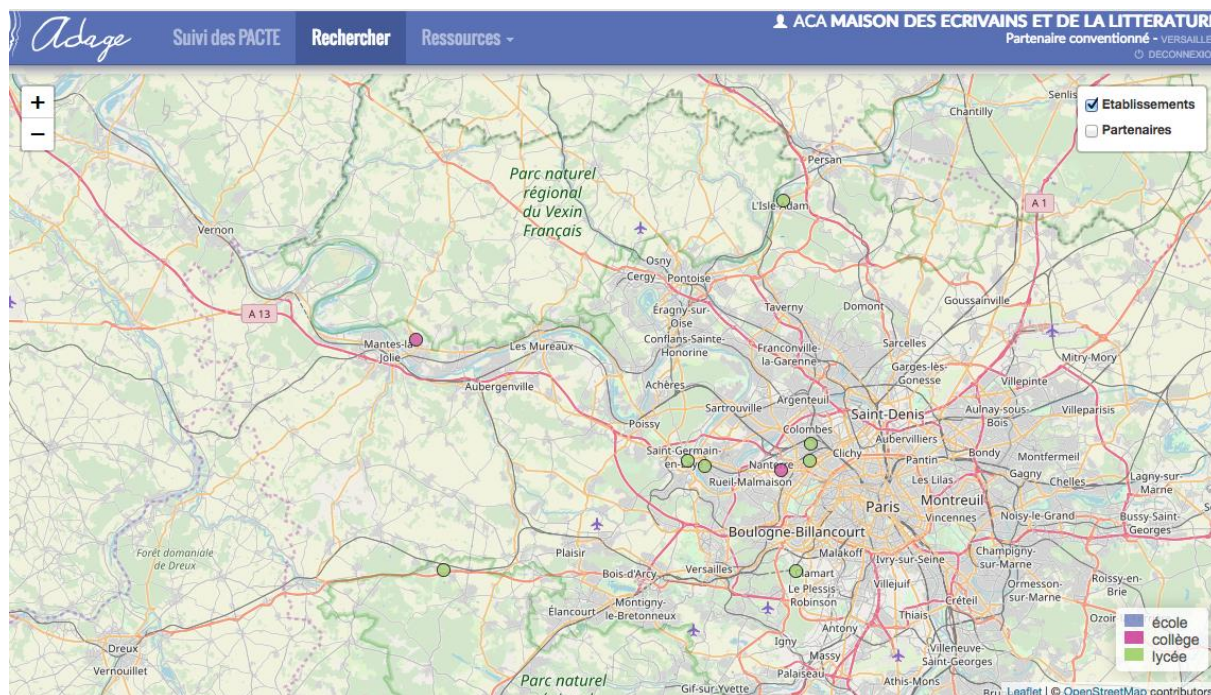 Adage
Suivi des PACTE
Rechercher
Ressources
ACA MAISON DES ECRIVAINS ET DE LA LITTERATURE
Partenaire conventionné - VERSAILLE
DECONNEXIO
+
−
Etablissements
Partenaires
Senlis
Chantilly
Persan
Parc naturel
régional
du Vexin
Français
L'Isle-Adam
A 1
Vernon
Osny
Cergy
Pontoise
Goussainville
Taverny
Domont
A 13
Éragny-sur-
Oise
Mantes-la-
Jolie
Les Mureaux
Conflans-Sainte-
Honorine
Franconville-
la-Garenne
Sarcelles
Mitry-Mory
Garges-lès-
Gonesse
Villepinte
Aubergenville
Achères
Argenteuil
Sartrouville
Saint-Denis
Aulnay-sous-
Bois
Villeparisis
Poissy
Colombes
Aubervilliers
Saint-Germain
Clichy
Pantin
Bondy
Montfermeil
Rueil-Malmaison
Les Lilas
Gagny
Chelles
Lagny-sur-
Marne
Paris
Montreuil
Vincennes
Noisy-le-Grand
Bussy-Saint-
Georges
Boulogne-Billancourt
Forêt domaniale
de Dreux
Plaisir
Malakoff
Ivry-sur-Seine
Champigny-
sur-Marne
Bois-d'Arcy
Versailles
Le Plessis
Robinson
Villejuif
Roissy-en-
Brie
Élancourt
Montigny-
le-Bretonneux
Ormesson-
sur-Marne
Créteil
Thiais
Antony
Dreux
Vernouillet
Igny
Massy
Palaiseau
Villeneuve-
Saint-Georges
école
collège
lycée
Parc naturel
Gif-sur-Yvette
Athis-Mons
Leaflet | © OpenStreetMap contributors